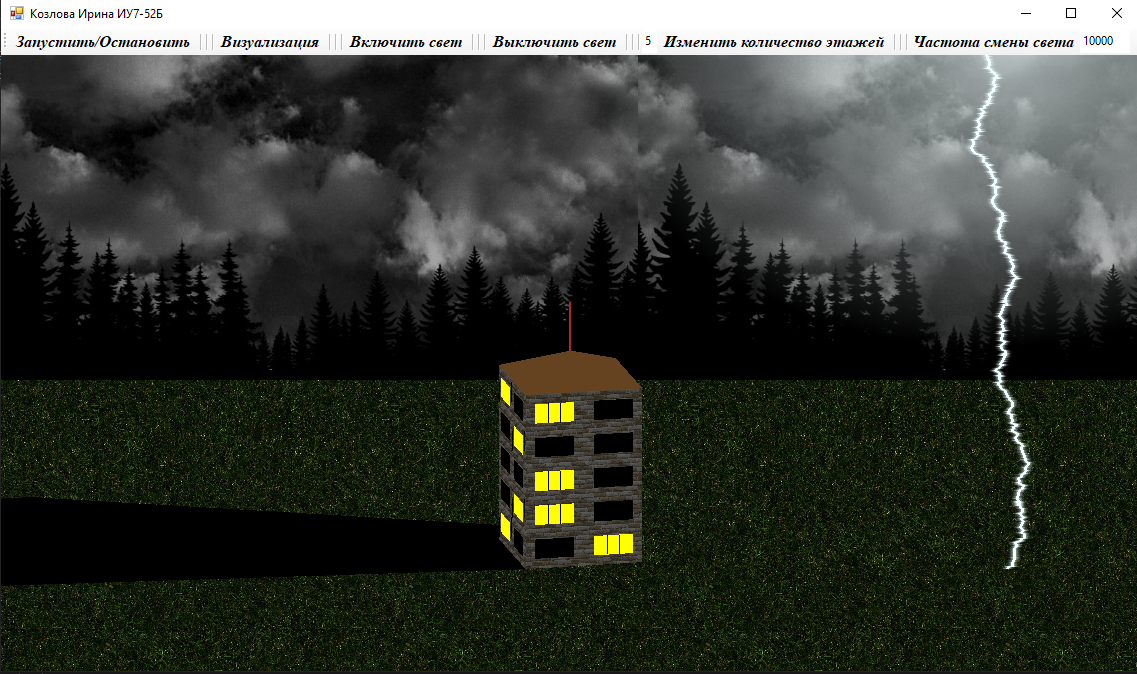 Козлова Ирина ИУ7-52Б
Запустить/Остановить Визуализация Включить свет Выключить свет 5 Изменить количество этажей Частота смены света 10000